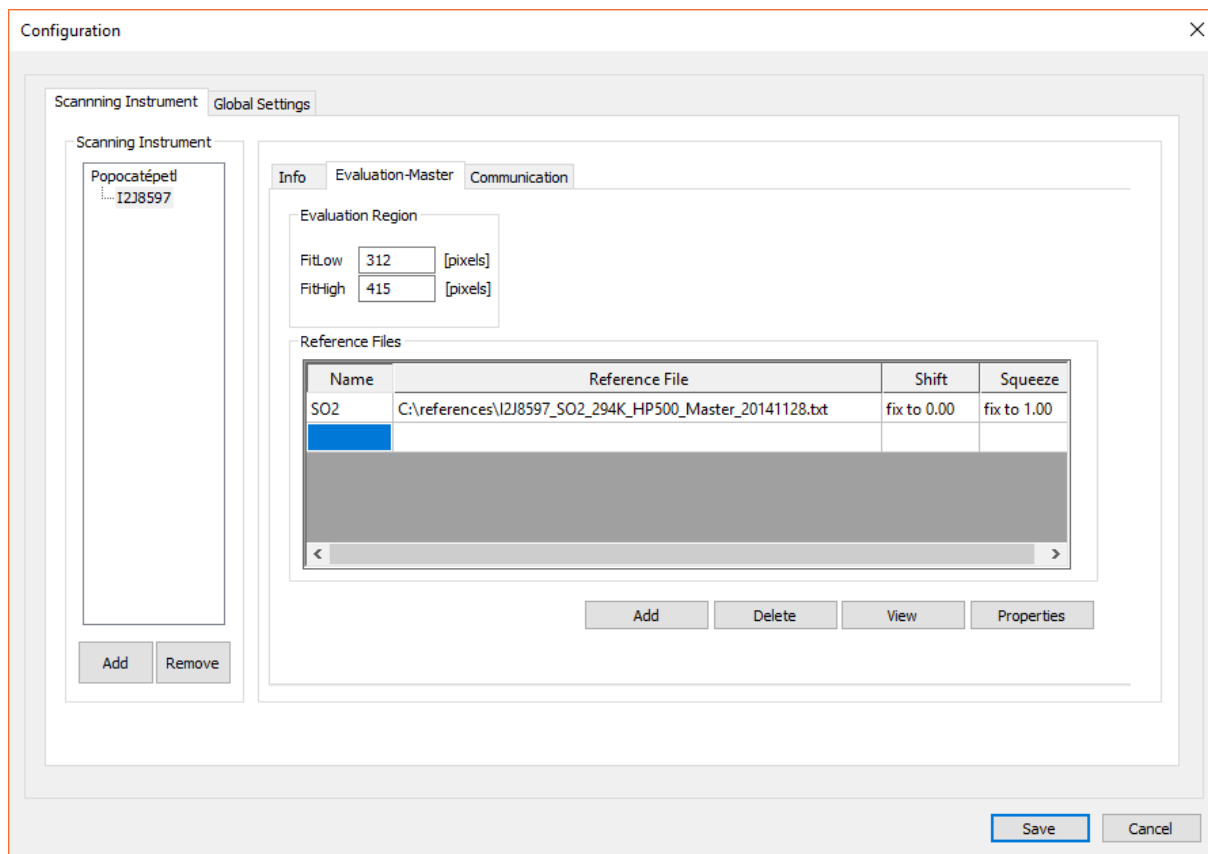 Configuration
Scannning Instrument Global Settings
Scanning Instrument
Popocatépetl
I2J8597
Add Remove
Info Evaluation-Master Communication
Evaluation Region
FitLow 312 [pixels]
FitHigh 415 [pixels]
Reference Files
Name Reference File Shift Squeeze
SO2 C:\references\I2J8597_SO2_294K_HP500_Master_20141128.txt fix to 0.00 fix to 1.00
Add Delete View Properties
Save Cancel